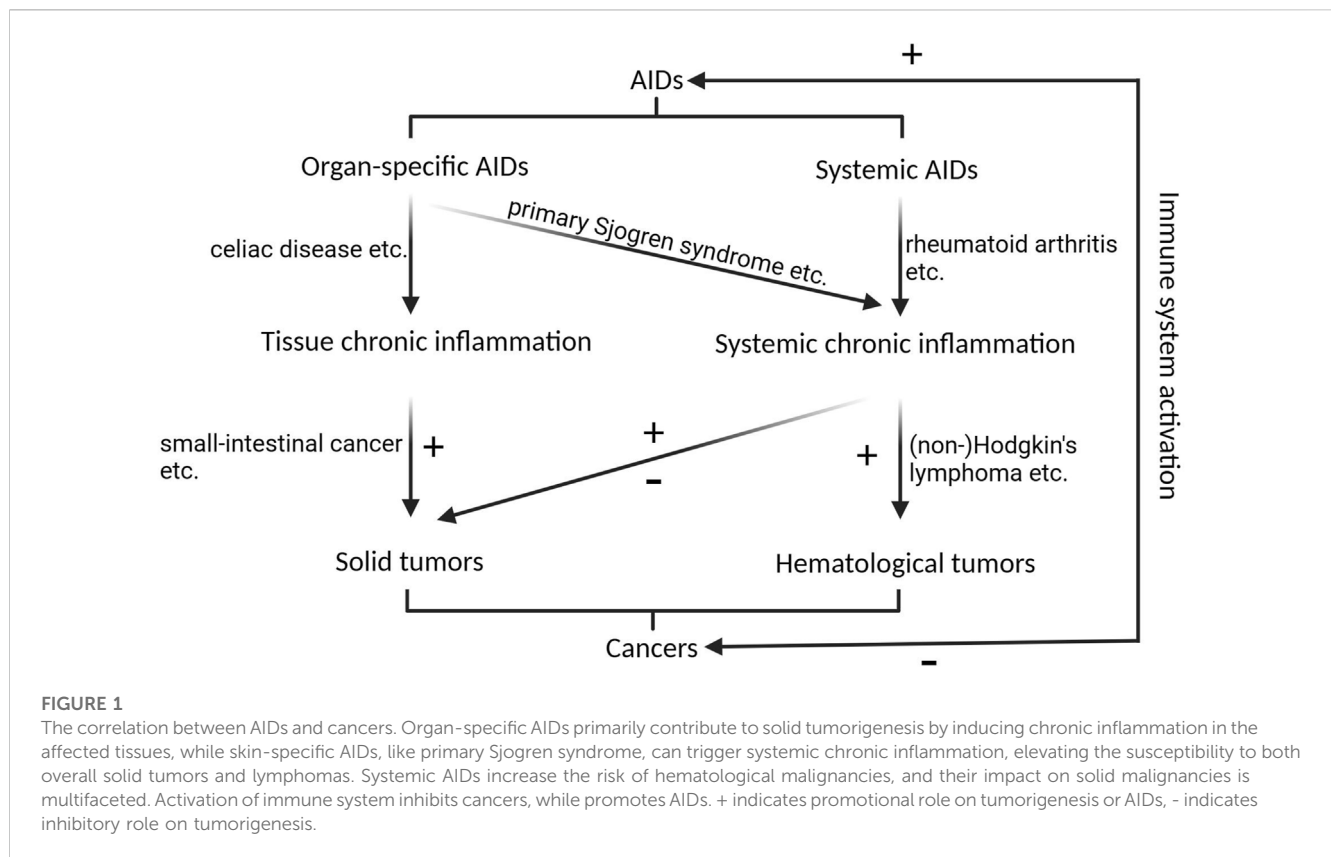 +
AIDs
Organ-specific AIDs
Systemic AIDs
primary Sjogren syndrome etc.
celiac disease etc.
rheumatoid arthritis
etc.
Immune system activation
Tissue chronic inflammation
Systemic chronic inflammation
small-intestinal cancer
etc.
+
+
-
+
(non-)Hodgkin's
lymphoma etc.
Solid tumors
Hematological tumors
Cancers
-
FIGURE 1
The correlation between AIDs and cancers. Organ-specific AIDs primarily contribute to solid tumorigenesis by inducing chronic inflammation in the
affected tissues, while skin-specific AIDs, like primary Sjogren syndrome, can trigger systemic chronic inflammation, elevating the susceptibility to both
overall solid tumors and lymphomas. Systemic AIDs increase the risk of hematological malignancies, and their impact on solid malignancies is
multifaceted. Activation of immune system inhibits cancers, while promotes AIDs. + indicates promotional role on tumorigenesis or AIDs, - indicates
inhibitory role on tumorigenesis.